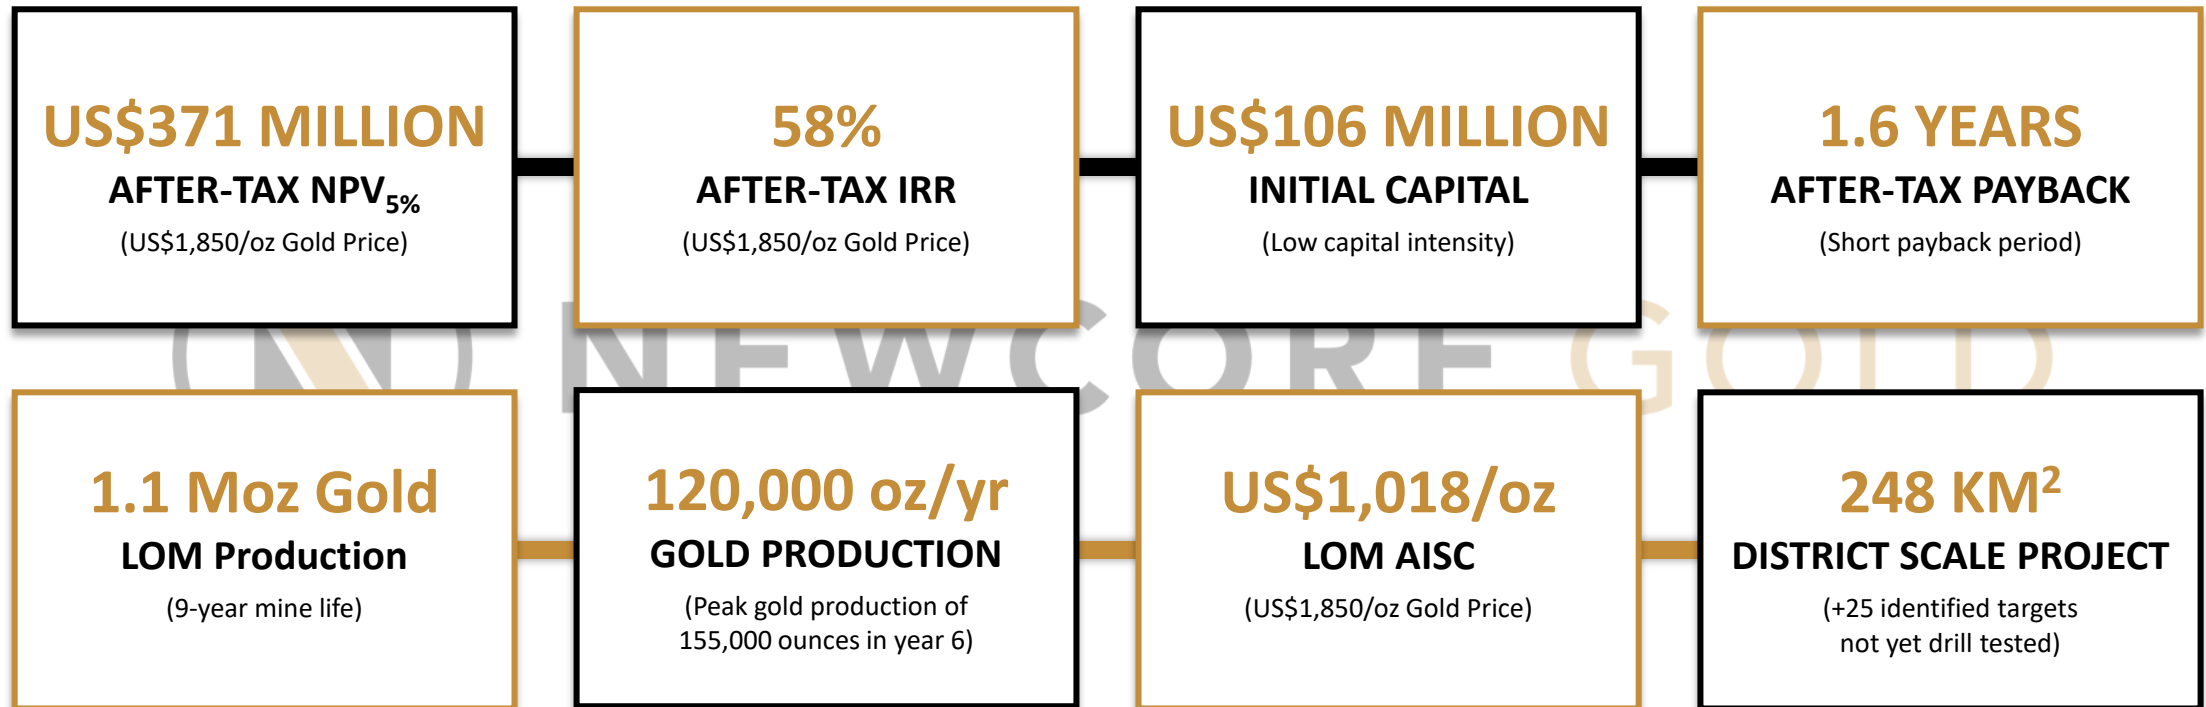 US$371 MILLION
AFTER-TAX NPV5%
(US$1,850/oz Gold Price)
58%
AFTER-TAX IRR
(US$1,850/oz Gold Price)
US$106 MILLION
INITIAL CAPITAL
(Low capital intensity)
1.6 YEARS
AFTER-TAX PAYBACK
(Short payback period)
NEWCORE GOLD
1.1 Moz Gold
LOM Production
(9-year mine life)
120,000 oz/yr
GOLD PRODUCTION
(Peak gold production of
155,000 ounces in year 6)
US$1,018/oz
LOM AISC
(US$1,850/oz Gold Price)
248 KM²
DISTRICT SCALE PROJECT
(+25 identified targets
not yet drill tested)